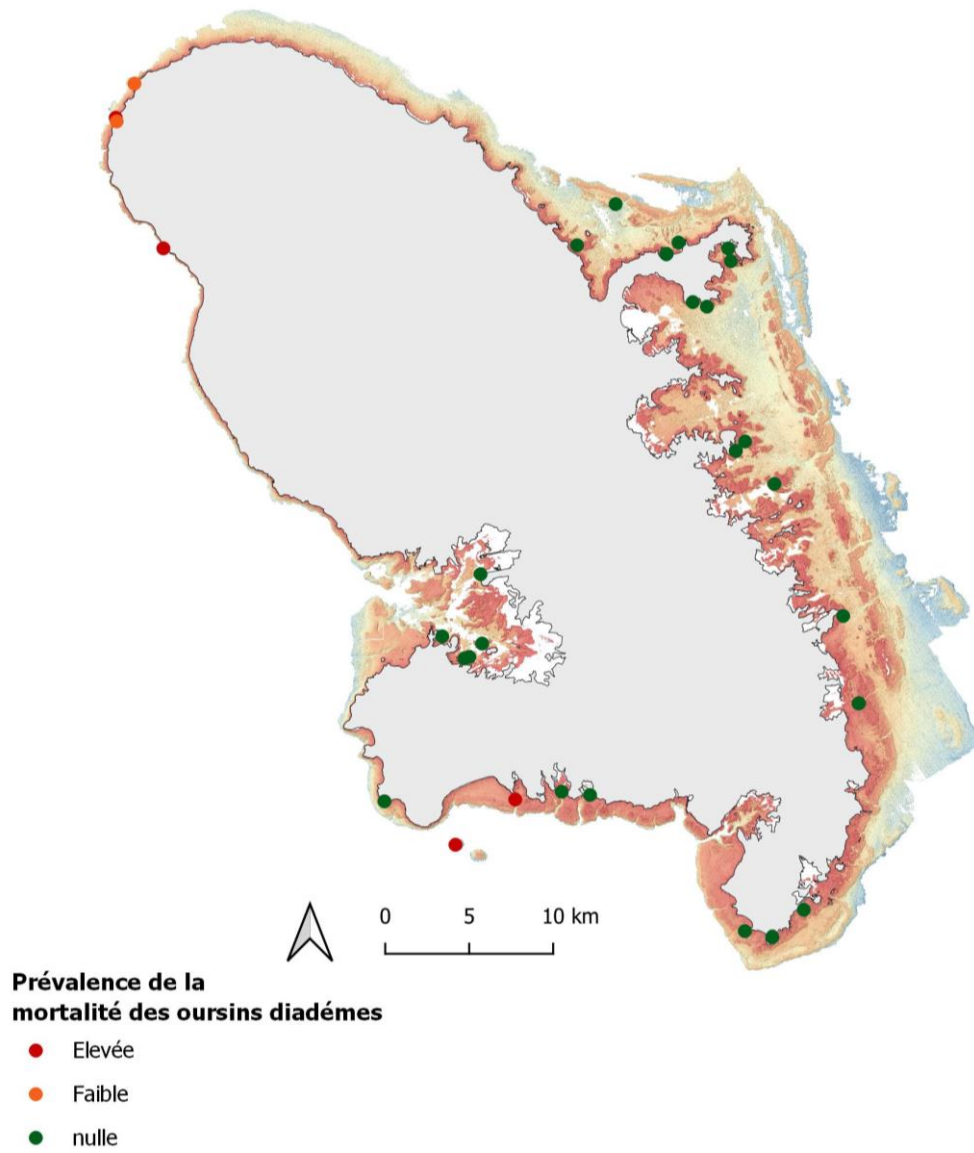 0 5 10 km
Prévalence de la
mortalité des oursins diadémes
Elevée
Faible
nulle